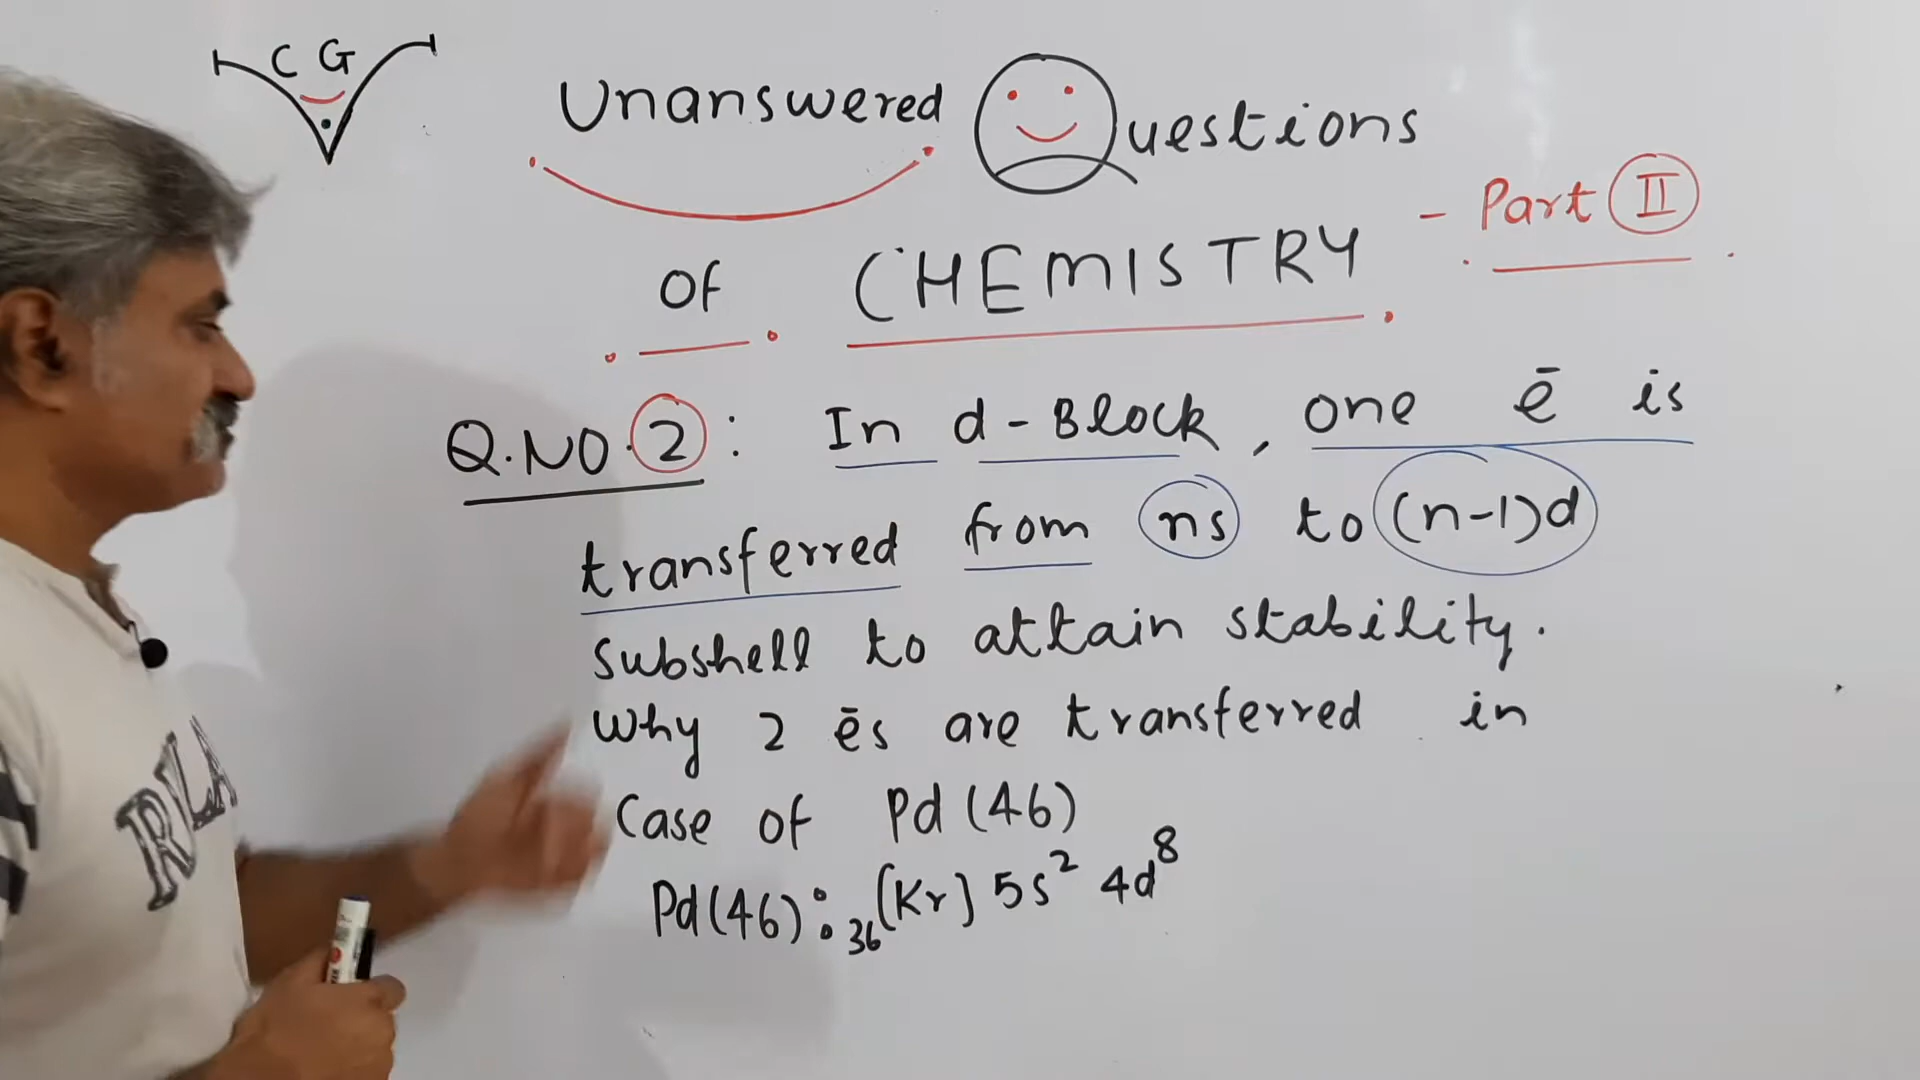 C G
Unanswered Questions
of CHEMISTRY - Part II
Q.NO.2: In d-Block, one ē is
transferred from ns to (n-1)d
subshell to attain stability.
Why 2 ēs are transferred in
case of Pd (46)
Pd(46): 36[Kr] 5s² 4d⁸
RLA